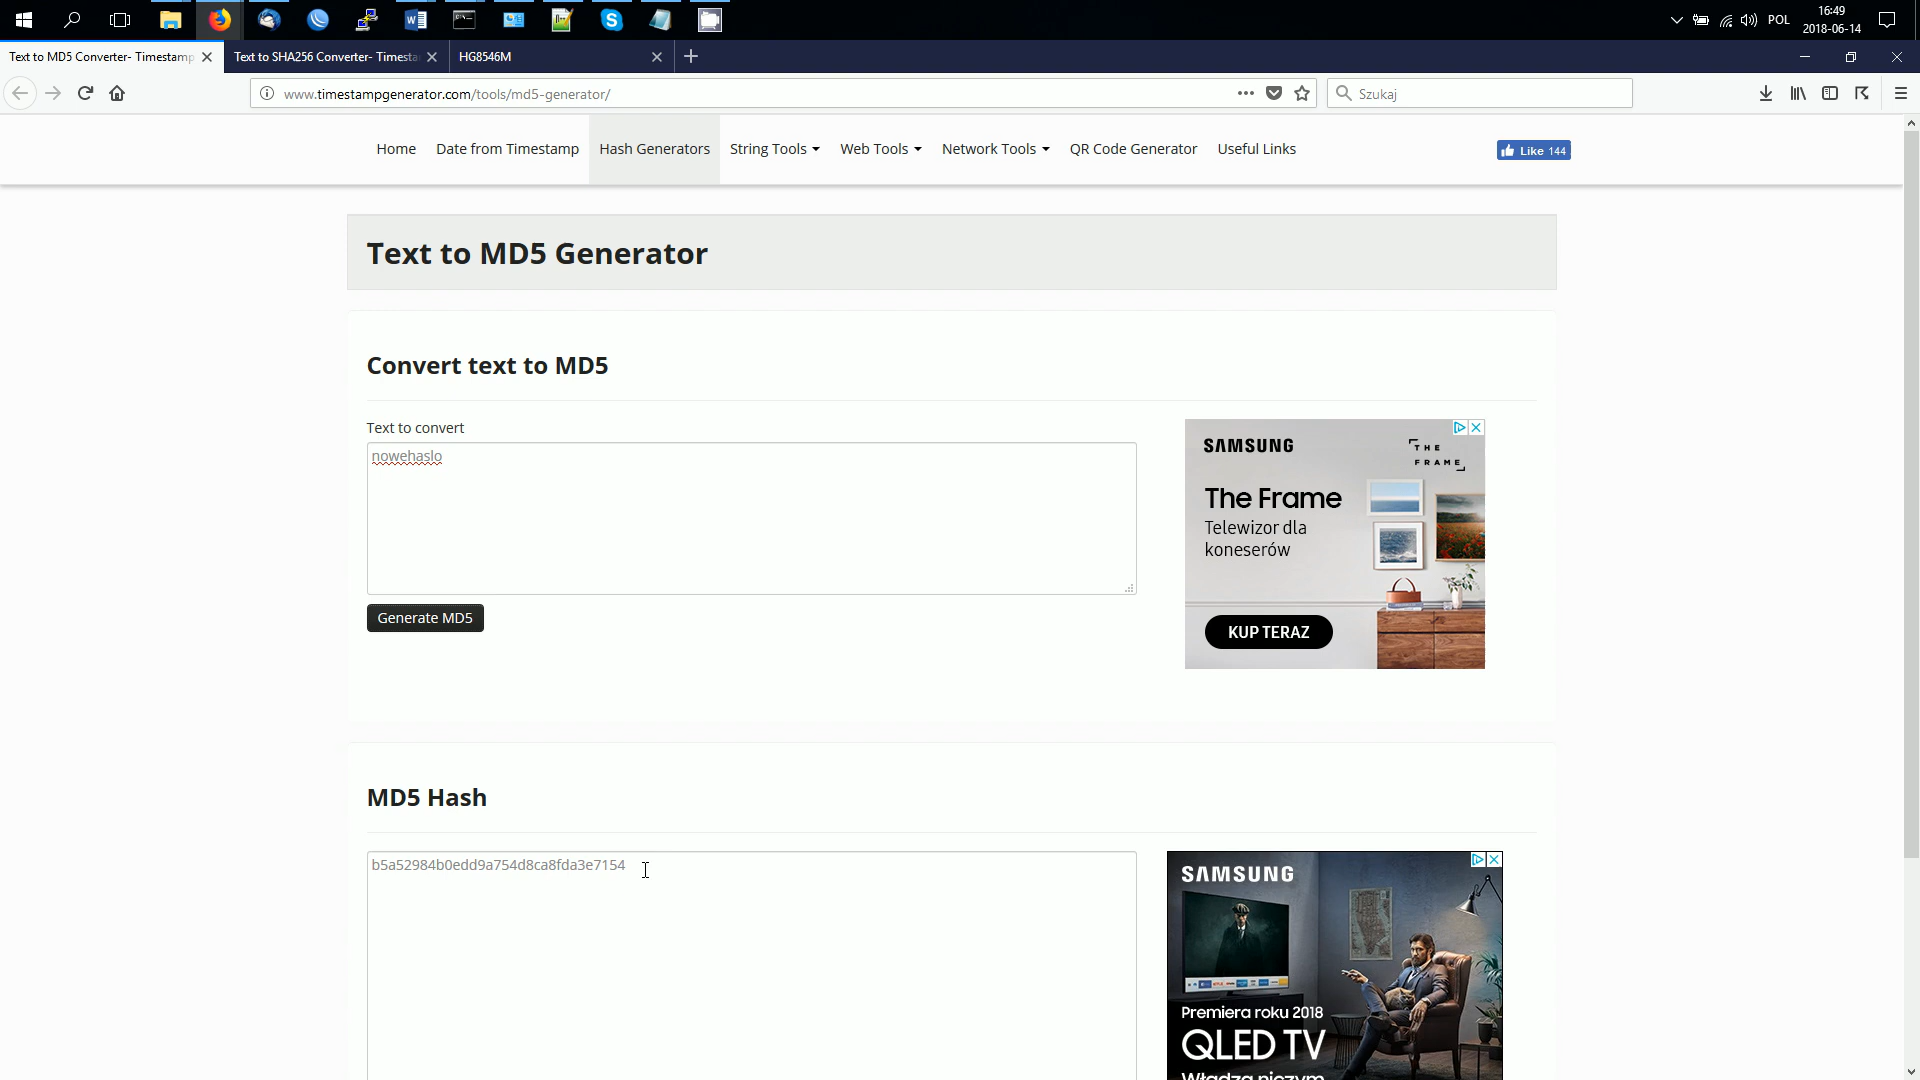 POL
16:49
2018-06-14
Text to MD5 Converter- Timestamp
Text to SHA256 Converter- Timesta
HG8546M
www.timestampgenerator.com/tools/md5-generator/
Szukaj
Home
Date from Timestamp
Hash Generators
String Tools
Web Tools
Network Tools
QR Code Generator
Useful Links
Like 144
Text to MD5 Generator
Convert text to MD5
Text to convert
nowehaslo
Generate MD5
SAMSUNG
THE
FRAME
The Frame
Telewizor dla
koneserów
KUP TERAZ
MD5 Hash
b5a52984b0edd9a754d8ca8fda3e7154
SAMSUNG
Premiera roku 2018
QLED TV
Władza niczym